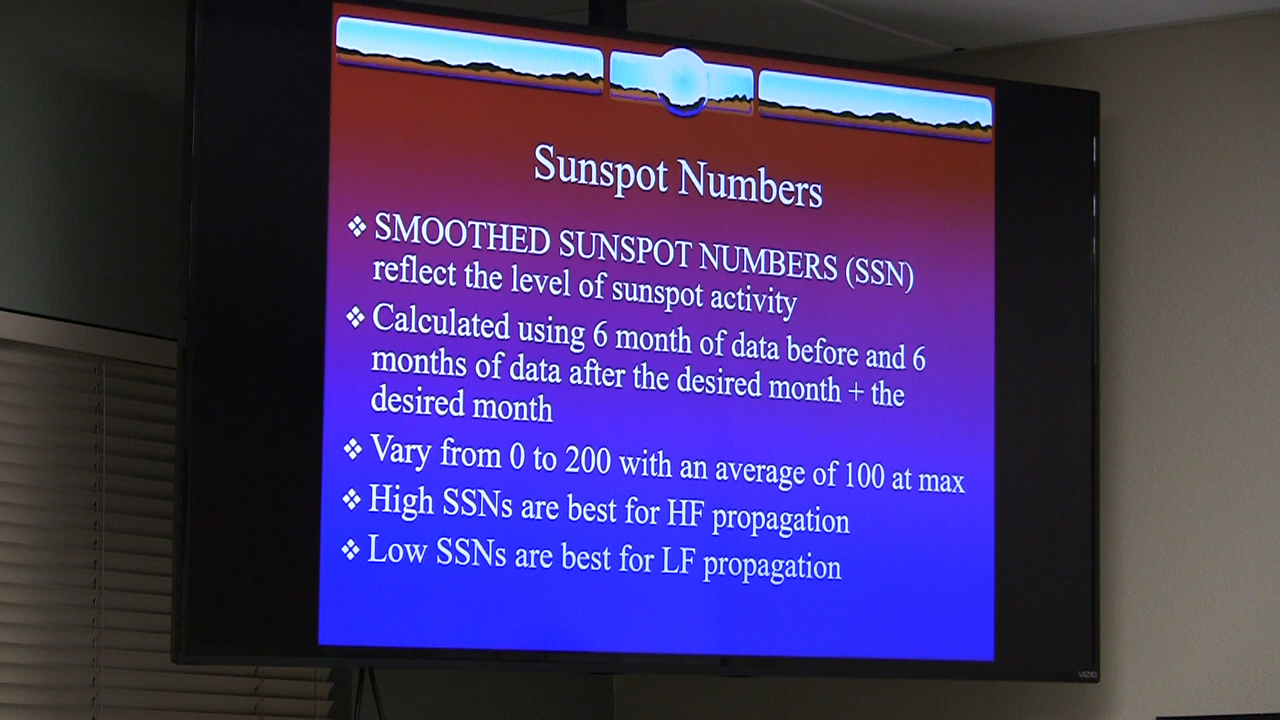 Sunspot Numbers
❖ SMOOTHED SUNSPOT NUMBERS (SSN)
reflect the level of sunspot activity
❖ Calculated using 6 month of data before and 6
months of data after the desired month + the
desired month
❖ Vary from 0 to 200 with an average of 100 at max
❖ High SSNs are best for HF propagation
❖ Low SSNs are best for LF propagation
VIZIO